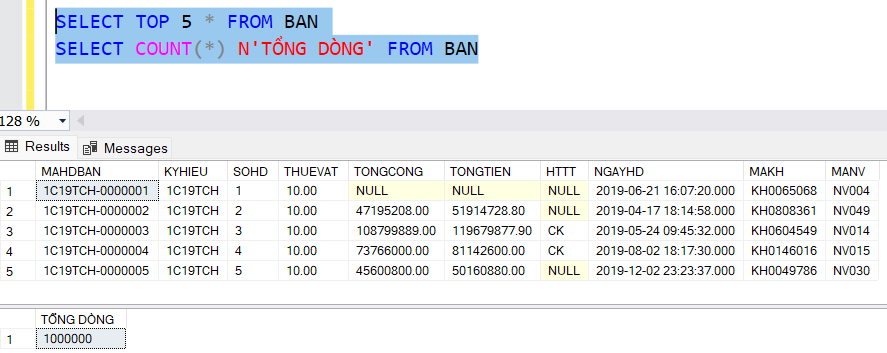 SELECT TOP 5 * FROM BAN
SELECT COUNT(*) N'TỔNG DÒNG' FROM BAN
128 %
Results Messages
MAHDBAN KYHIEU SOHD THUEVAT TONGCONG TONGTIEN HTTT NGAYHD MAKH MANV
1 1C19TCH-0000001 1C19TCH 1 10.00 NULL NULL NULL 2019-06-21 16:07:20.000 KH0065068 NV004
2 1C19TCH-0000002 1C19TCH 2 10.00 47195208.00 51914728.80 NULL 2019-04-17 18:14:58.000 KH0808361 NV049
3 1C19TCH-0000003 1C19TCH 3 10.00 108799889.00 119679877.90 CK 2019-05-24 09:45:32.000 KH0604549 NV014
4 1C19TCH-0000004 1C19TCH 4 10.00 73766000.00 81142600.00 CK 2019-08-02 18:17:30.000 KH0146016 NV015
5 1C19TCH-0000005 1C19TCH 5 10.00 45600800.00 50160880.00 NULL 2019-12-02 23:23:37.000 KH0049786 NV030
TỔNG DÒNG
1 1000000